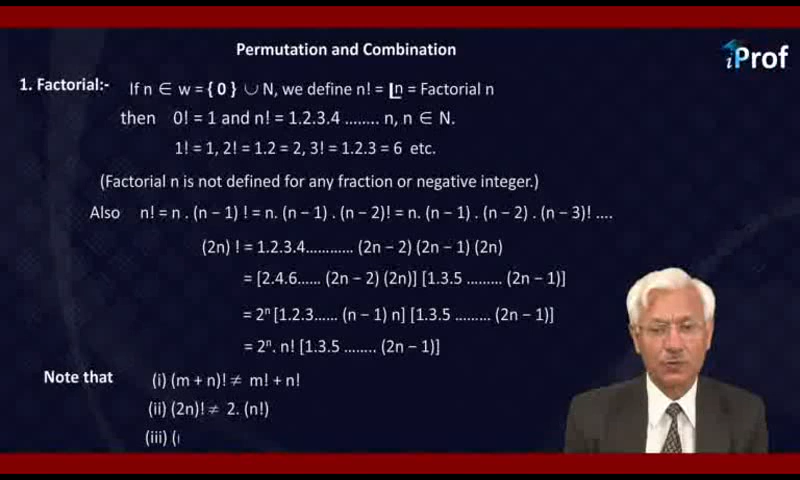 Permutation and Combination
iProf
1. Factorial:- If n ∈ w = { 0 } ∪ N, we define n! = ⌊n = Factorial n
then 0! = 1 and n! = 1.2.3.4 ........ n, n ∈ N.
1! = 1, 2! = 1.2 = 2, 3! = 1.2.3 = 6 etc.
(Factorial n is not defined for any fraction or negative integer.)
Also n! = n . (n − 1) ! = n. (n − 1) . (n − 2)! = n. (n − 1) . (n − 2) . (n − 3)! ....
(2n) ! = 1.2.3.4............ (2n − 2) (2n − 1) (2n)
= [2.4.6...... (2n − 2) (2n)] [1.3.5 ......... (2n − 1)]
= 2ⁿ [1.2.3...... (n − 1) n] [1.3.5 ......... (2n − 1)]
= 2ⁿ. n! [1.3.5 ........ (2n − 1)]
Note that (i) (m + n)! ≠ m! + n!
(ii) (2n)! ≠ 2. (n!)
(iii) (